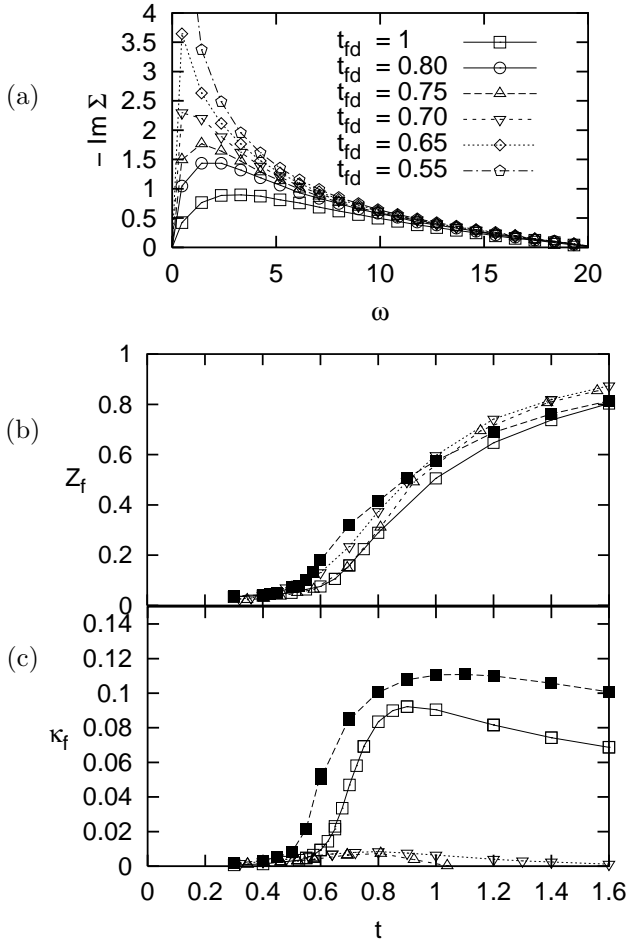 (a)
− Im Σ
4
3.5
3
2.5
2
1.5
1
0.5
0
t_fd = 1
t_fd = 0.80
t_fd = 0.75
t_fd = 0.70
t_fd = 0.65
t_fd = 0.55
0 5 10 15 20
ω
(b)
Z_f
1
0.8
0.6
0.4
0.2
0
(c)
κ_f
0.14
0.12
0.1
0.08
0.06
0.04
0.02
0
0 0.2 0.4 0.6 0.8 1 1.2 1.4 1.6
t